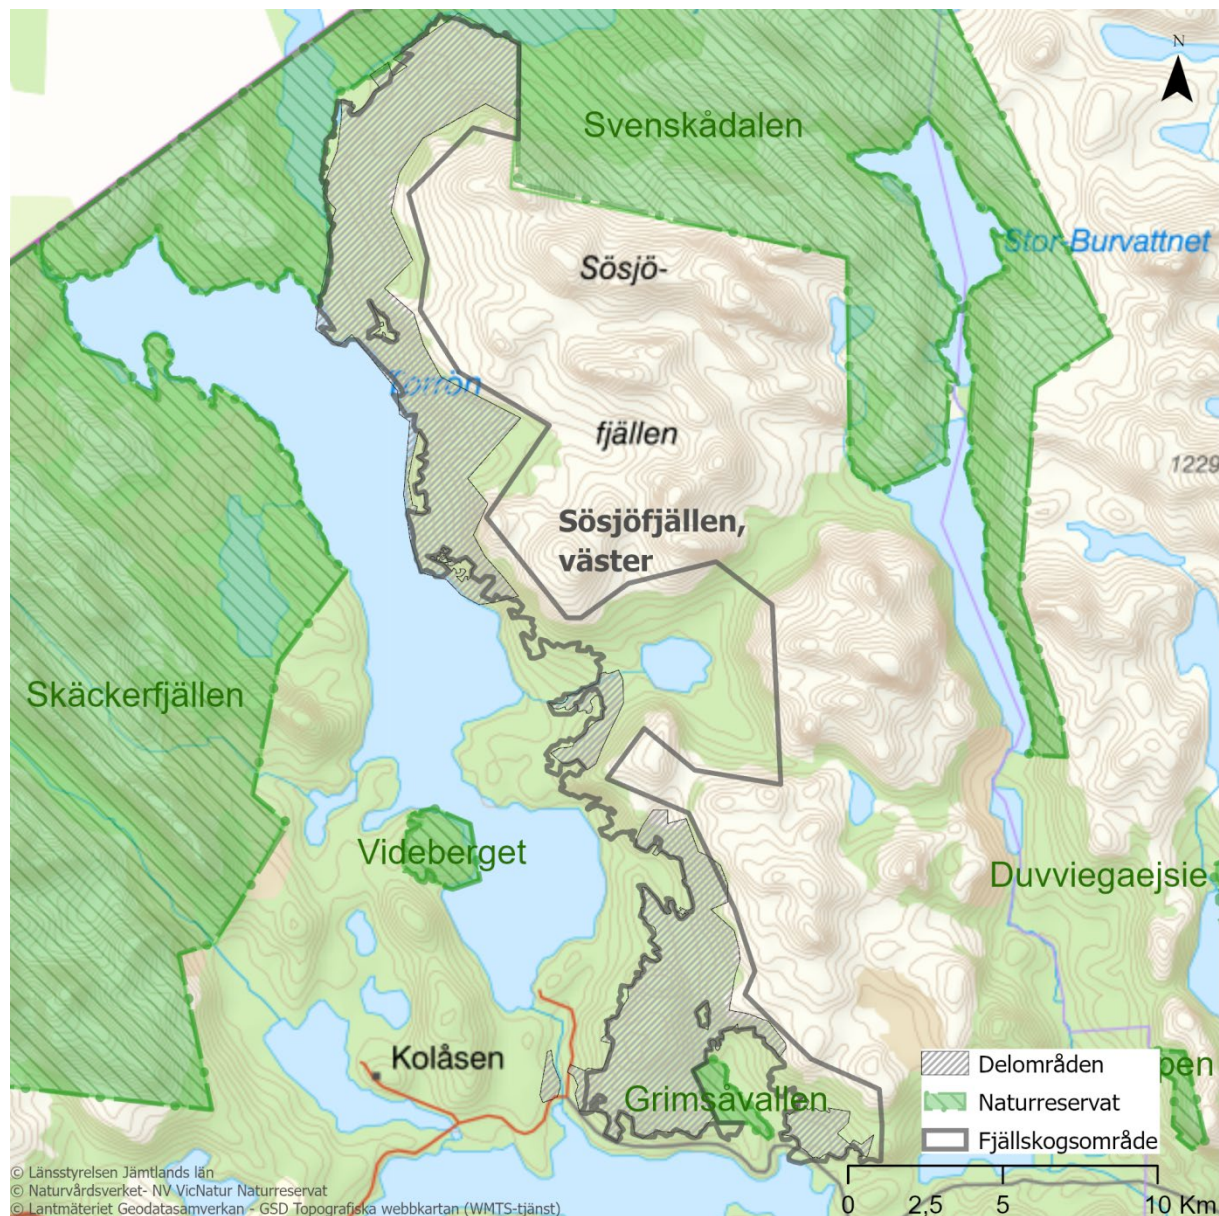 N
Svenskådalen
Stor-Burvattnet
Sösjö-
Torrön
fjällen
1229
Sösjöfjällen,
väster
Skäckerfjällen
Videberget
Duvviegaejsie
Kolåsen
Grimsåvallen
pen
Delområden
Naturreservat
Fjällskogsområde
© Länsstyrelsen Jämtlands län
© Naturvårdsverket- NV VicNatur Naturreservat
© Lantmäteriet Geodatasamverkan - GSD Topografiska webbkartan (WMTS-tjänst)
0 2,5 5 10 Km